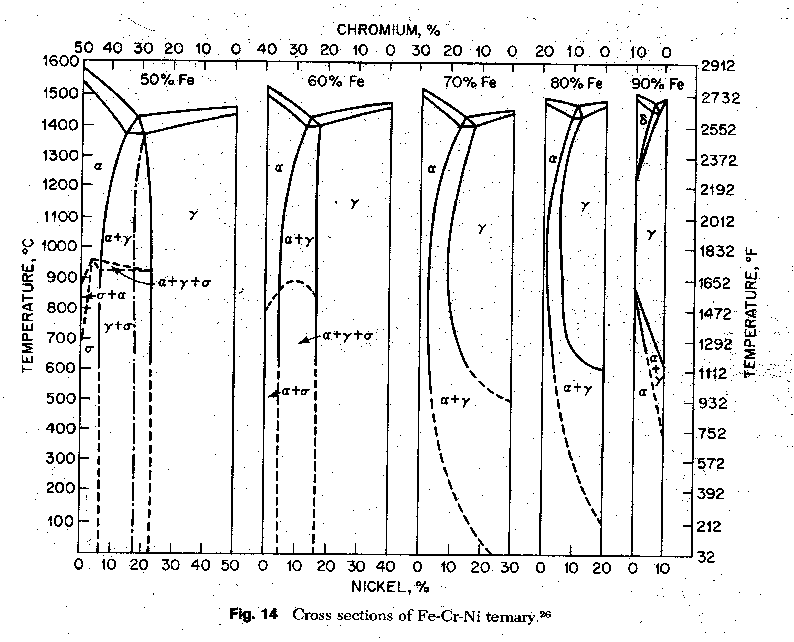 CHROMIUM, %
50 40 30 20 10 0 40 30 20 10 0 30 20 10 0 20 10 0 10 0
1600 2912
50% Fe 60% Fe 70% Fe 80% Fe 90% Fe
1500 2732
δ
1400 2552
1300 2372
α α α α
1200 2192
γ γ γ γ γ
1100 2012
α+γ α+γ
1000 1832
900 1652
α+γ+σ
σ+α
800 1472
γ+σ
α+γ+σ
700 1292
σ
600 1112
α+γ
α+σ α+γ α+γ α
500 932
400 752
300 572
200 392
100 212
32
0 10 20 30 40 50 0 10 20 30 40 0 10 20 30 0 10 20 0 10
NICKEL, %
TEMPERATURE, °C
TEMPERATURE, °F
Fig. 14 Cross sections of Fe-Cr-Ni ternary.26